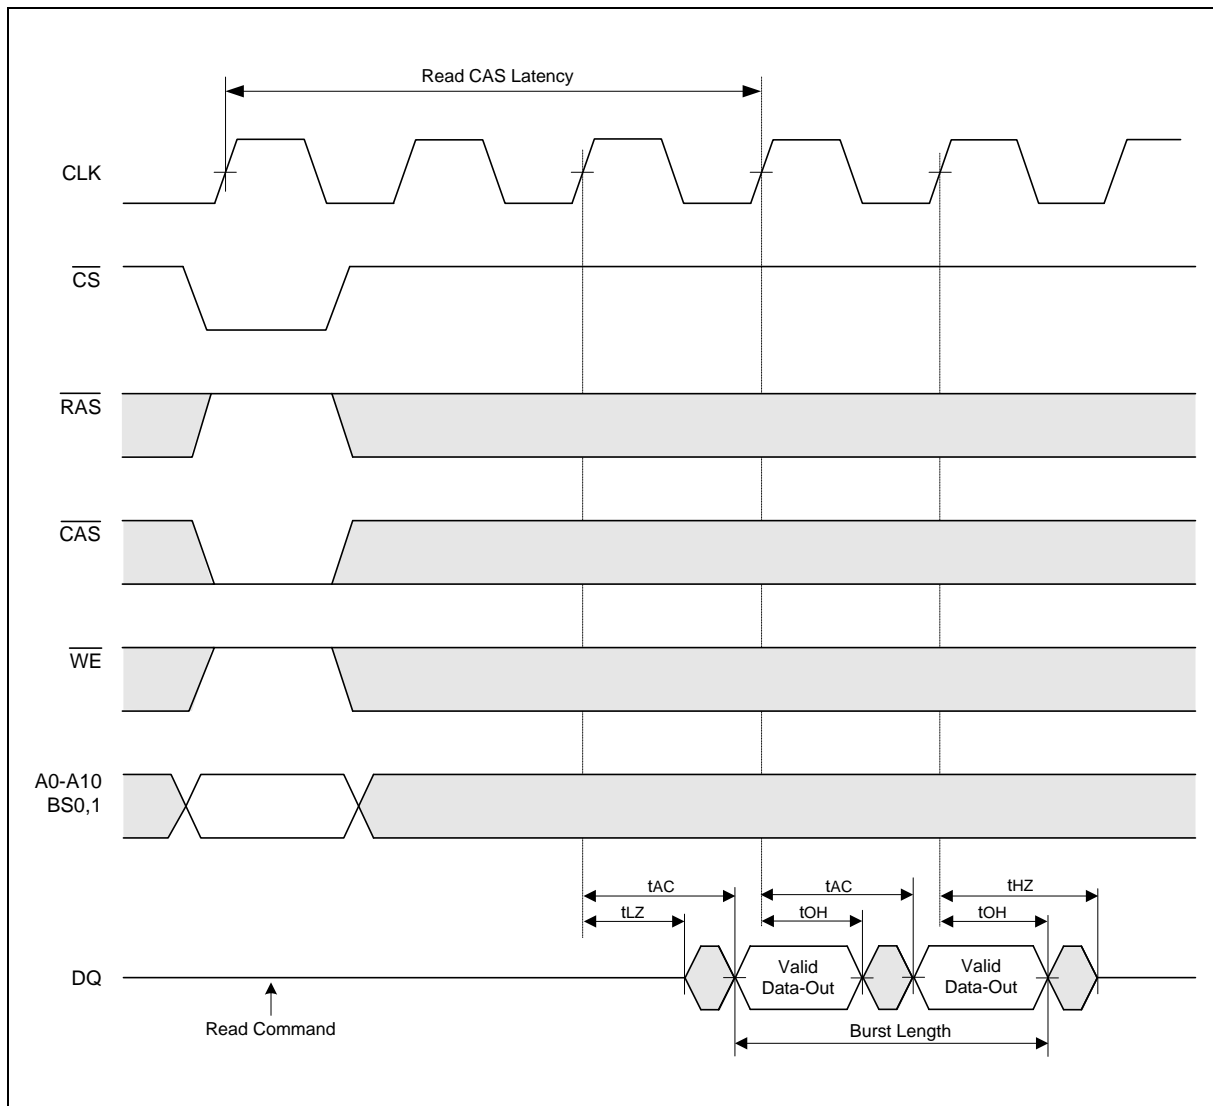 Read CAS Latency
CLK
CS
RAS
CAS
WE
A0-A10
BS0,1
tAC
tAC
tHZ
tLZ
tOH
tOH
DQ
Valid
Data-Out
Valid
Data-Out
Read Command
Burst Length